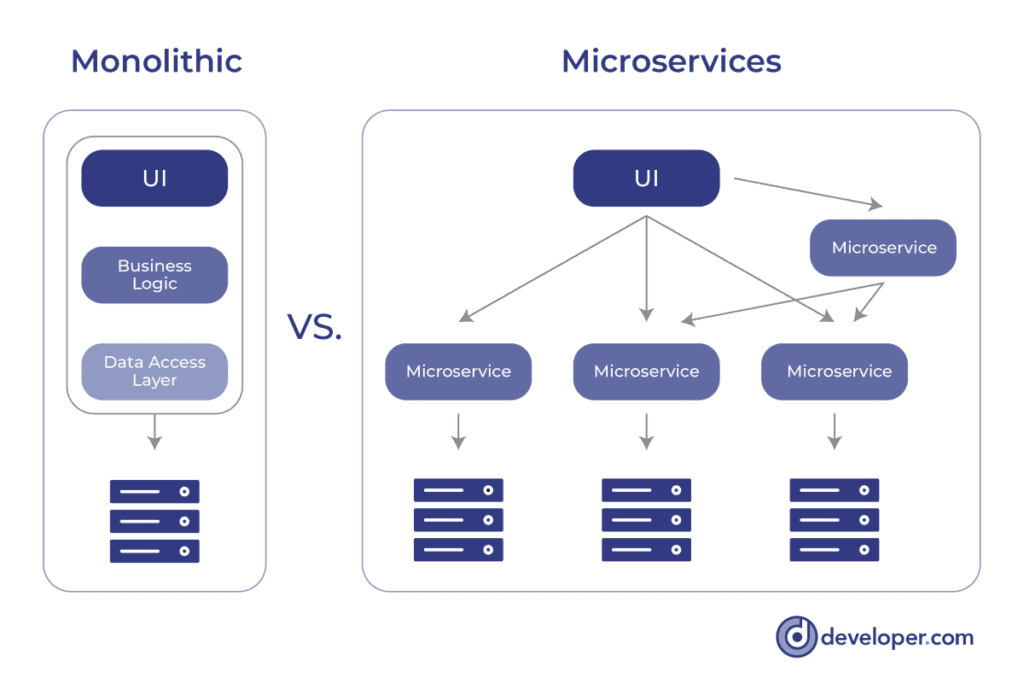 Monolithic
Microservices
UI
Business
Logic
Data Access
Layer
VS.
UI
Microservice
Microservice
Microservice
Microservice
developer.com